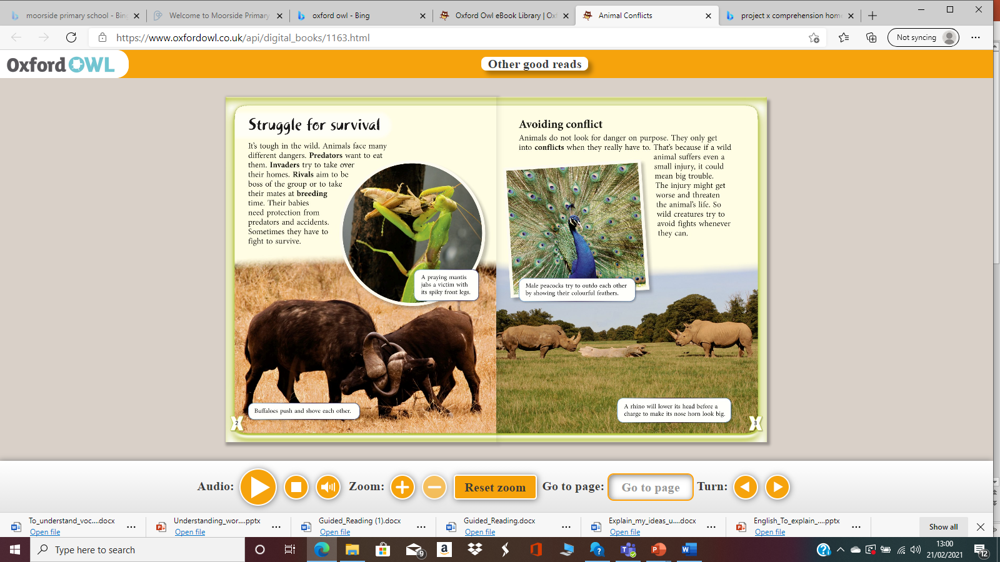 moorside primary school - Bing
Welcome to Moorside Primary
oxford owl - Bing
Oxford Owl eBook Library | Ox
Animal Conflicts
project x comprehension hom
https://www.oxfordowl.co.uk/api/digital_books/1163.html
Not syncing
Oxford OWL
Other good reads
Struggle for survival
It's tough in the wild. Animals face many
different dangers. Predators want to eat
them. Invaders try to take over
their homes. Rivals aim to be
boss of the group or to take
their mates at breeding
time. Their babies
need protection from
predators and accidents.
Sometimes they have to
fight to survive.
A praying mantis
jabs a victim with
its spiky front legs.
Buffaloes push and shove each other.
2
Avoiding conflict
Animals do not look for danger on purpose. They only get
into conflicts when they really have to. That's because if a wild
animal suffers even a
small injury, it could
mean big trouble.
The injury might get
worse and threaten
the animal's life. So
wild creatures try to
avoid fights whenever
they can.
Male peacocks try to outdo each other
by showing their colourful feathers.
A rhino will lower its head before a
charge to make its nose horn look big.
3
Audio:
Zoom:
Reset zoom
Go to page:
Go to page
Turn:
To_understand_voc....docx
Open file
Understanding_wor....pptx
Open file
Guided_Reading (1).docx
Open file
Guided_Reading.docx
Open file
Explain_my_ideas_u....docx
Open file
English_To_explain_....pptx
Open file
Show all
Type here to search
9
13:00
21/02/2021
12